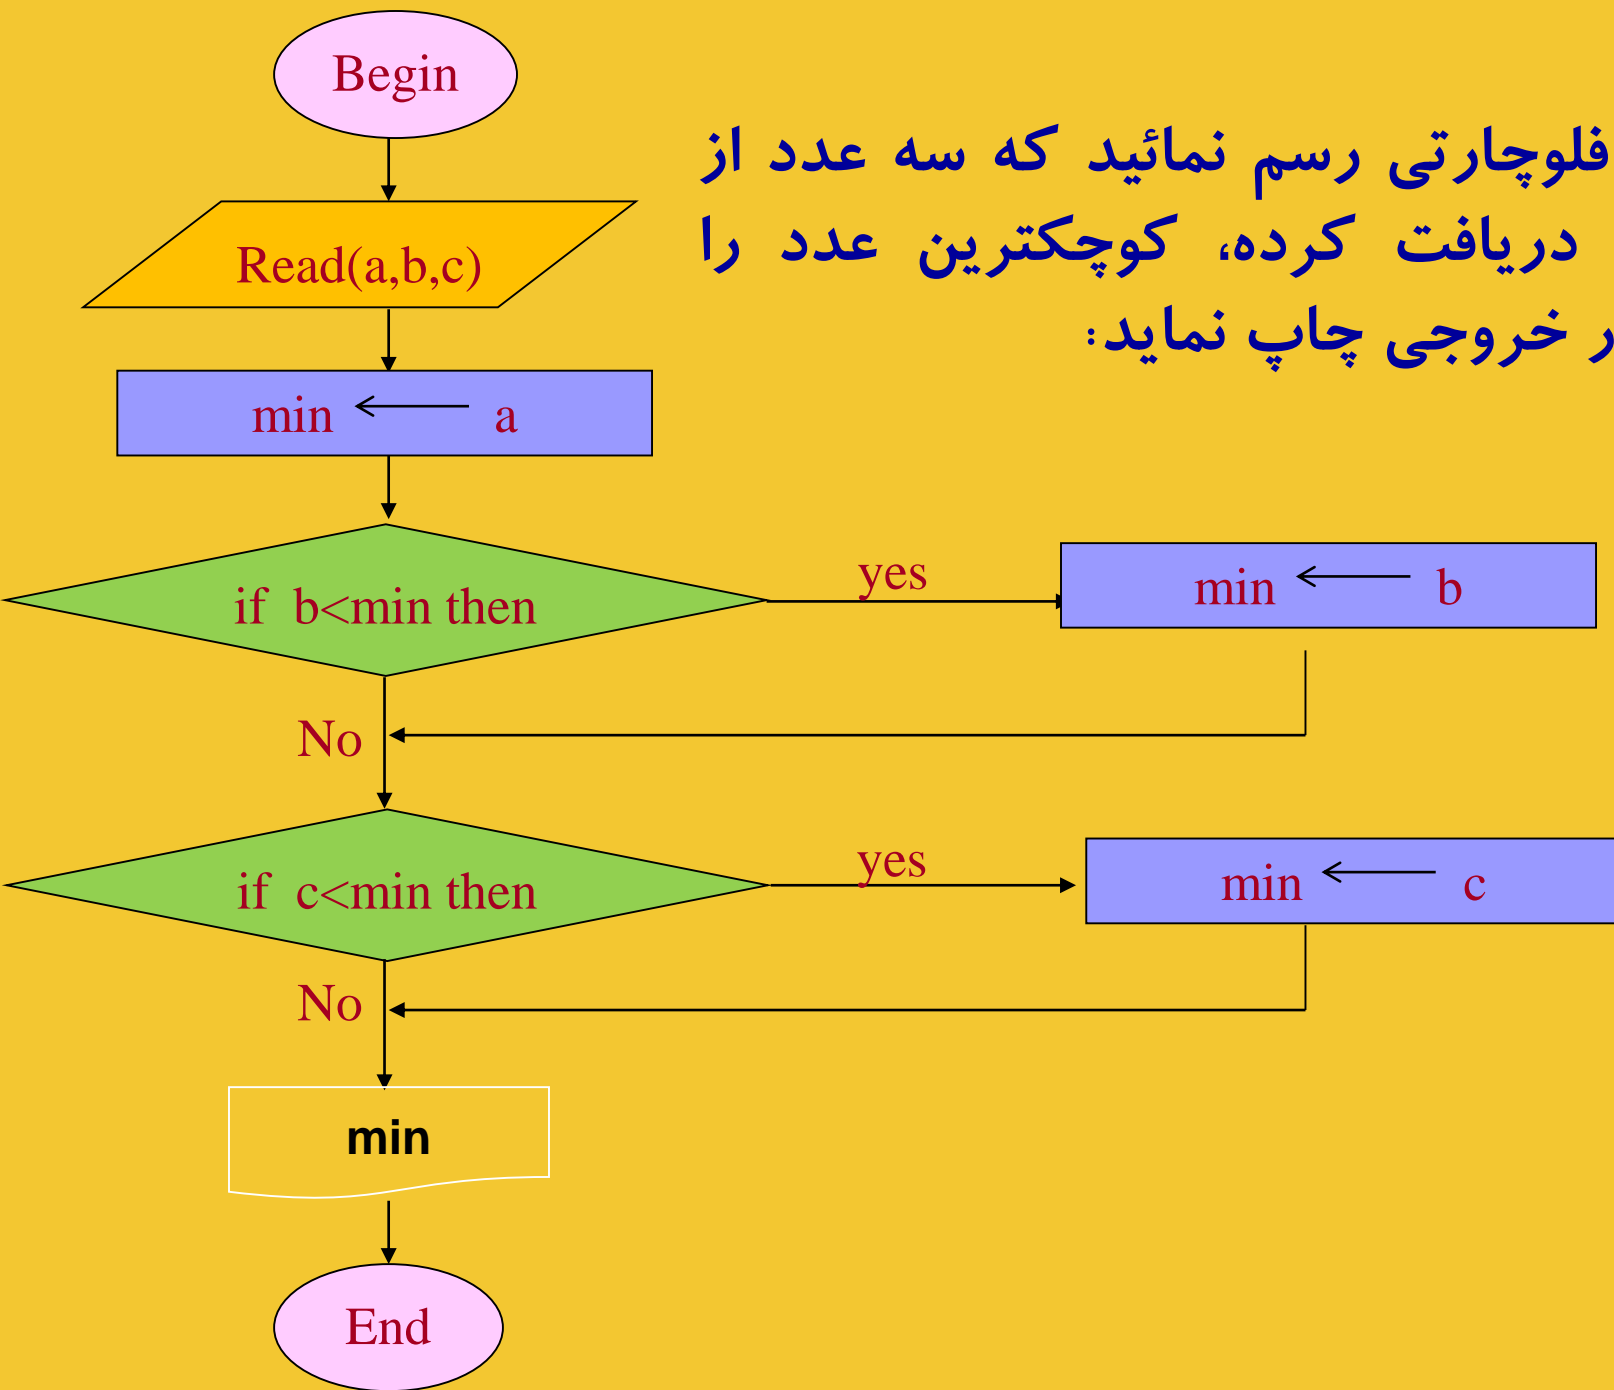 Begin
فلوچارتی رسم نمائید که سه عدد از
دریافت کرده، کوچکترین عدد را
خروجی چاپ نماید:
Read(a,b,c)
min ← a
if b<min then
yes
min ← b
No
if c<min then
yes
min ← c
No
min
End